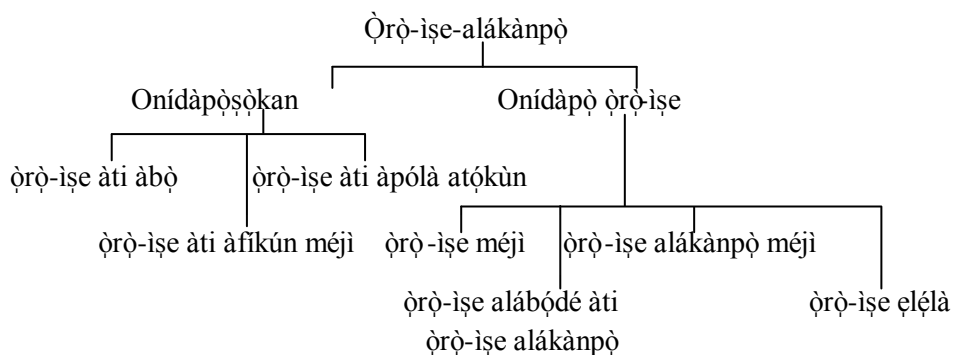 Ọ̀rọ̀-ìṣe-alákànpọ̀
Onídàpọ̀ṣọ̀kan
Onídàpọ̀ ọ̀rọ̀-ìṣe
ọ̀rọ̀-ìṣe àti àbọ̀
ọ̀rọ̀-ìṣe àti àpólà atọ́kùn
ọ̀rọ̀-ìṣe àti àfikún méjì
ọ̀rọ̀ -ìṣe méjì
ọ̀rọ̀ -ìṣe alákànpọ̀ méjì
ọ̀rọ̀-ìṣe alábọ́dé àti
ọ̀rọ̀-ìṣe alákànpọ̀
ọ̀rọ̀-ìṣe ẹlẹ́là